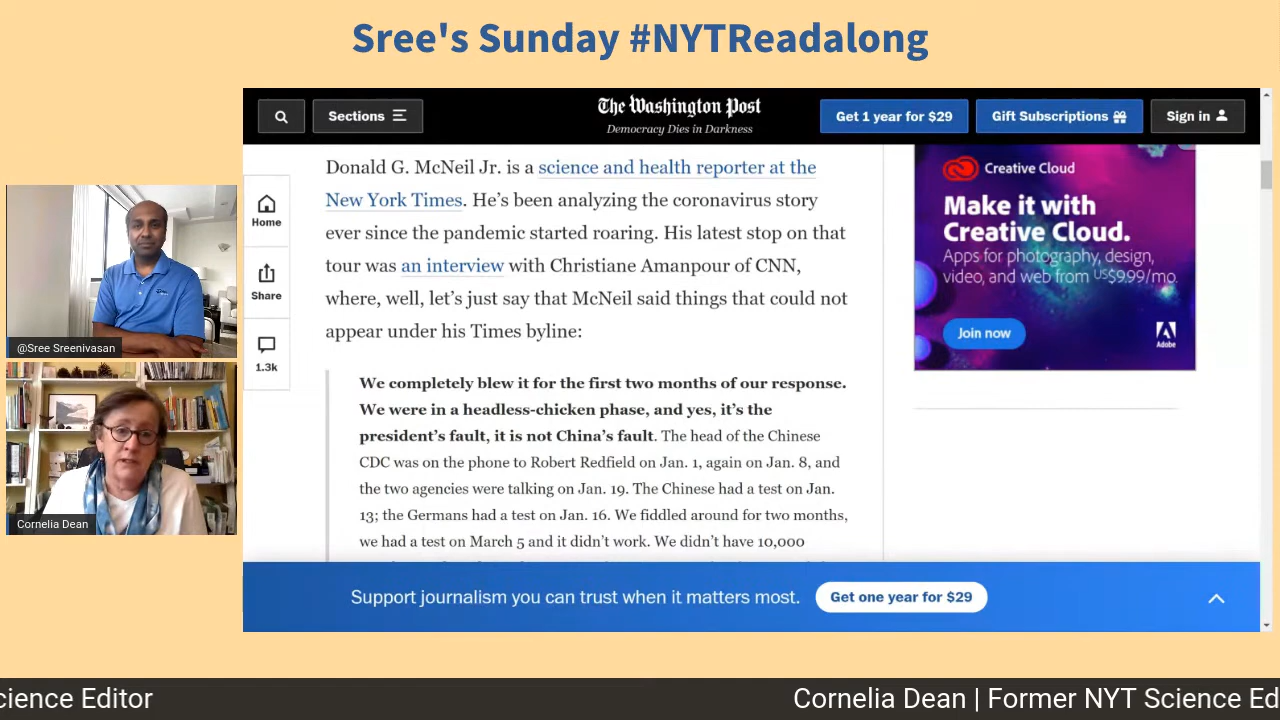 Sree's Sunday #NYTReadalong
Sections
The Washington Post
Democracy Dies in Darkness
Get 1 year for $29
Gift Subscriptions
Sign in
Home
Share
1.3k
Donald G. McNeil Jr. is a science and health reporter at the
New York Times. He’s been analyzing the coronavirus story
ever since the pandemic started roaring. His latest stop on that
tour was an interview with Christiane Amanpour of CNN,
where, well, let’s just say that McNeil said things that could not
appear under his Times byline:
We completely blew it for the first two months of our response.
We were in a headless-chicken phase, and yes, it’s the
president’s fault, it is not China’s fault. The head of the Chinese
CDC was on the phone to Robert Redfield on Jan. 1, again on Jan. 8, and
the two agencies were talking on Jan. 19. The Chinese had a test on Jan.
13; the Germans had a test on Jan. 16. We fiddled around for two months,
we had a test on March 5 and it didn’t work. We didn’t have 10,000
Creative Cloud
Make it with
Creative Cloud.
Apps for photography, design,
video, and web from US$9.99/mo.
Join now
Adobe
Support journalism you can trust when it matters most.
Get one year for $29
@Sree Sreenivasan
Cornelia Dean
cience Editor
Cornelia Dean | Former NYT Science Ed